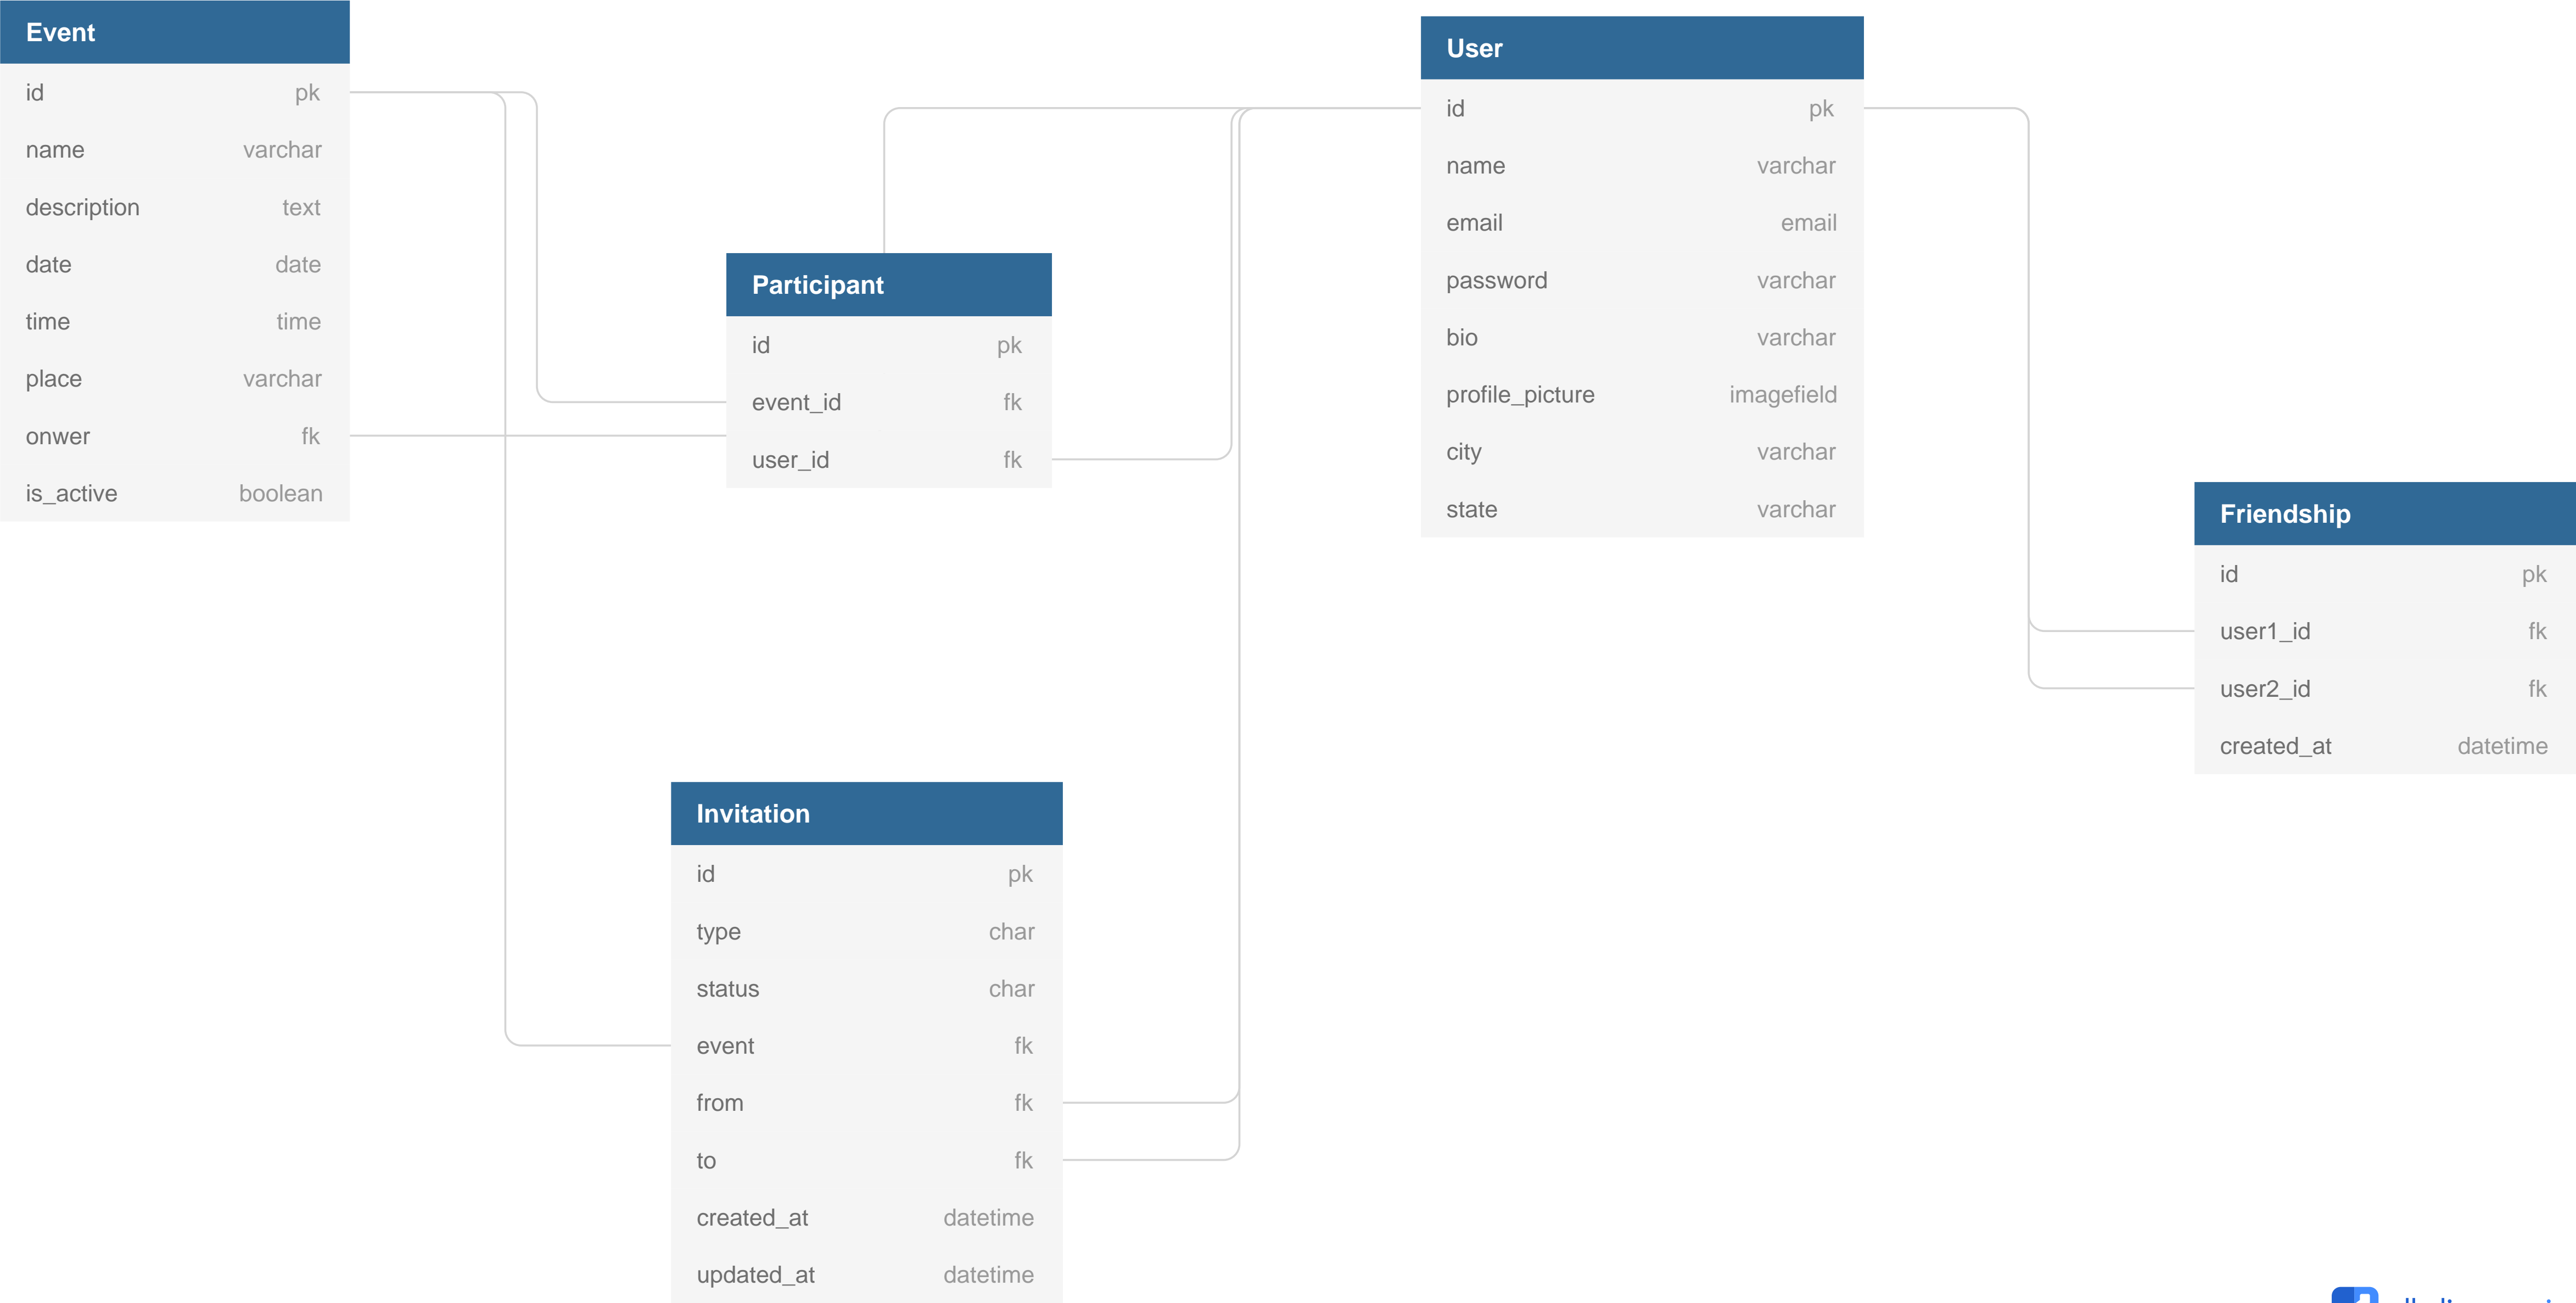 Event
id pk
name varchar
description text
date date
time time
place varchar
onwer fk
is_active boolean
Participant
id pk
event_id fk
user_id fk
User
id pk
name varchar
email email
password varchar
bio varchar
profile_picture imagefield
city varchar
state varchar
Friendship
id pk
user1_id fk
user2_id fk
created_at datetime
Invitation
id pk
type char
status char
event fk
from fk
to fk
created_at datetime
updated_at datetime